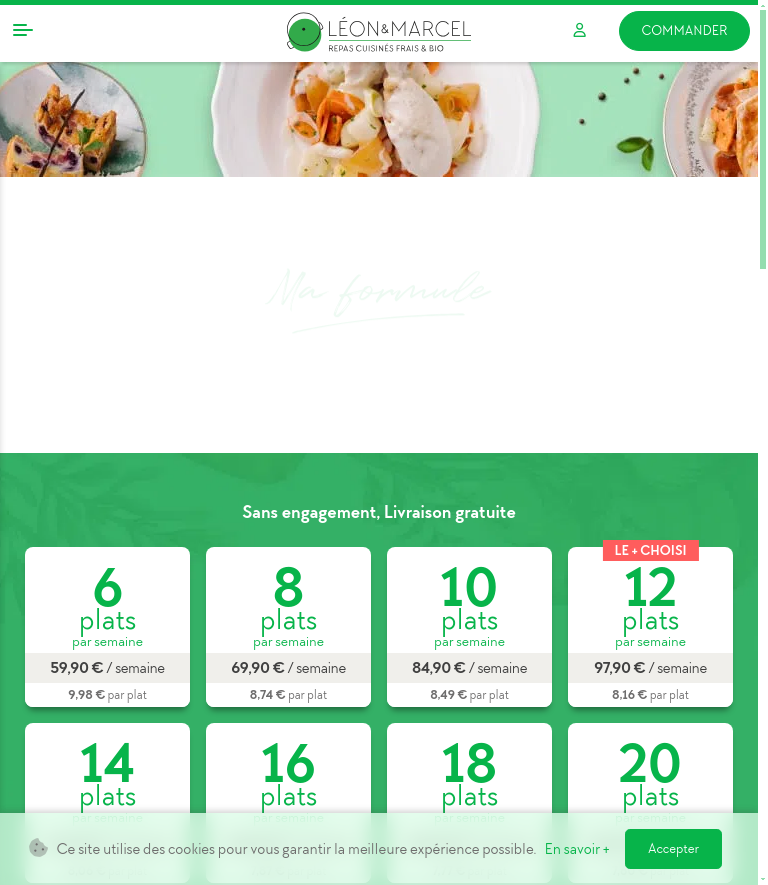 LÉON&MARCEL
REPAS CUISINÉS FRAIS & BIO
COMMANDER
Ma formule
Sans engagement, Livraison gratuite
6
plats
par semaine
59,90 € / semaine
9,98 € par plat
8
plats
par semaine
69,90 € / semaine
8,74 € par plat
10
plats
par semaine
84,90 € / semaine
8,49 € par plat
LE + CHOISI
12
plats
par semaine
97,90 € / semaine
8,16 € par plat
14
plats
par semaine
16
plats
par semaine
18
plats
par semaine
20
plats
par semaine
Ce site utilise des cookies pour vous garantir la meilleure expérience possible. En savoir +
Accepter